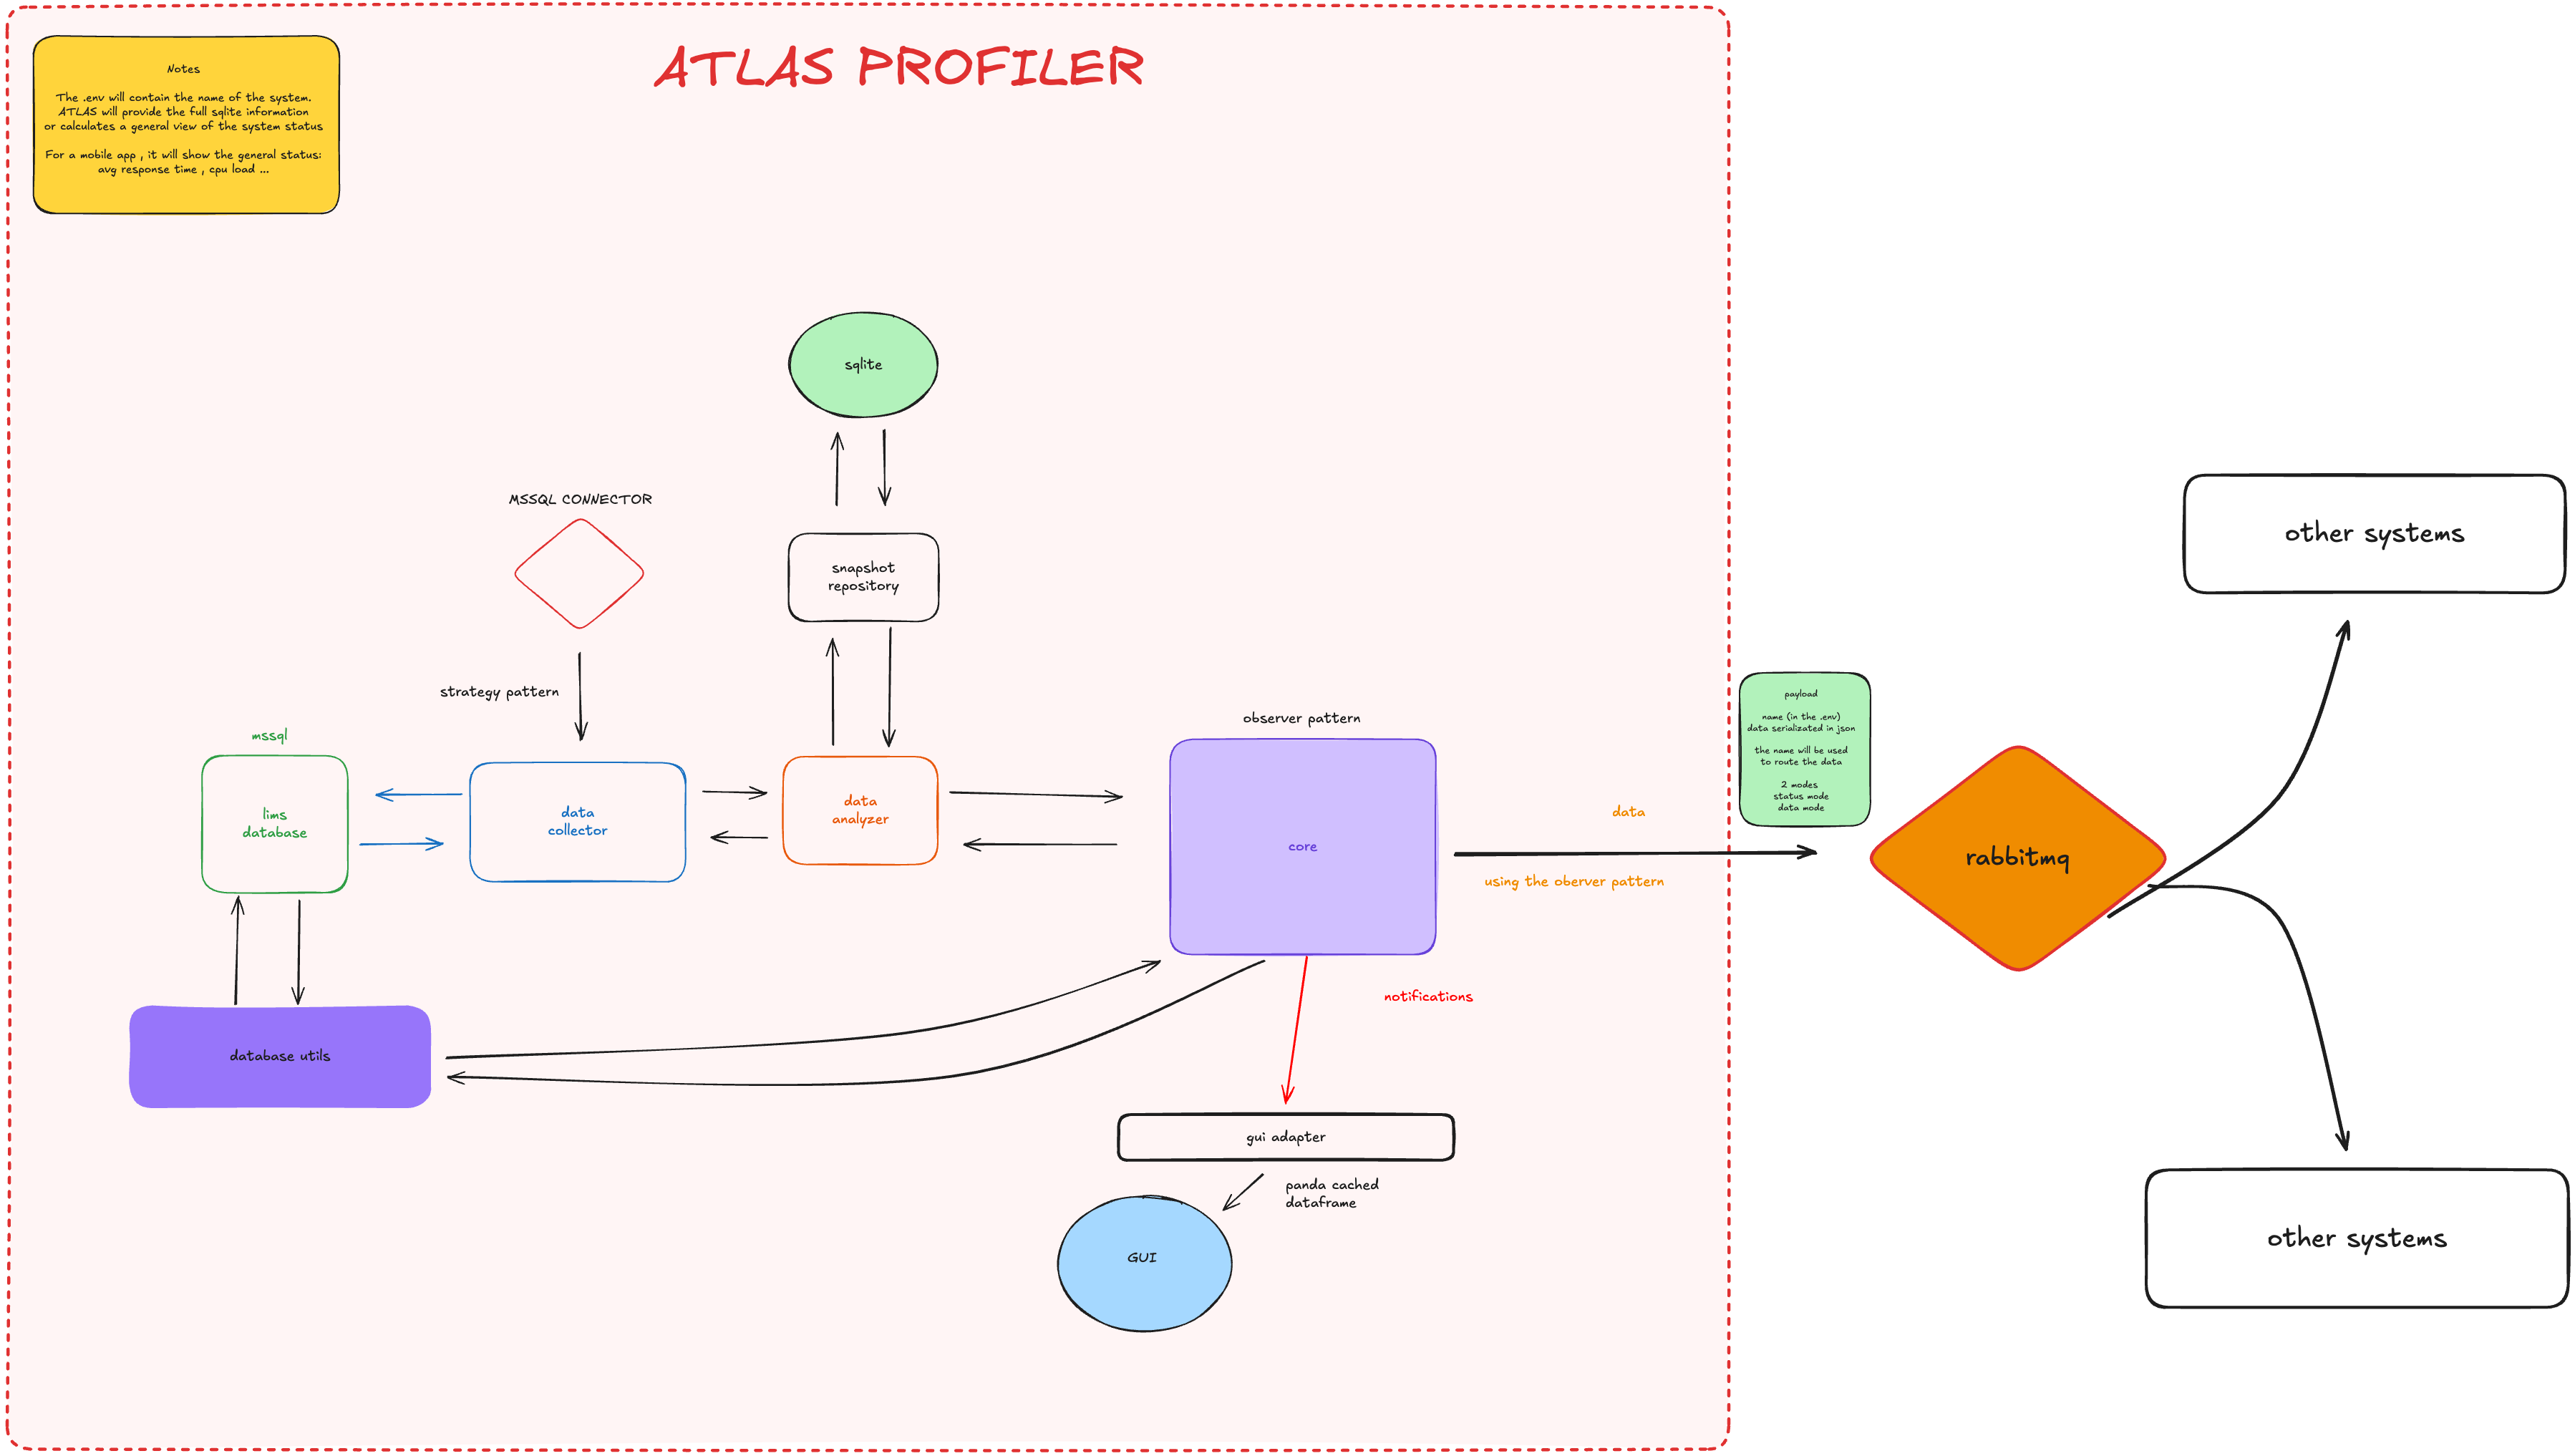 ATLAS PROFILER
Notes
The .env will contain the name of the system.
ATLAS will provide the full sqlite information
or calculates a general view of the system status
For a mobile app , it will show the general status:
avg response time , cpu load ...
sqlite
MSSQL CONNECTOR
snapshot
repository
strategy pattern
mssql
lims
database
data
collector
data
analyzer
observer pattern
core
data
using the oberver pattern
payload
name (in the .env)
data serializated in json
the name will be used
to route the data
2 modes
status mode
data mode
rabbitmq
other systems
other systems
database utils
notifications
gui adapter
panda cached
dataframe
GUI